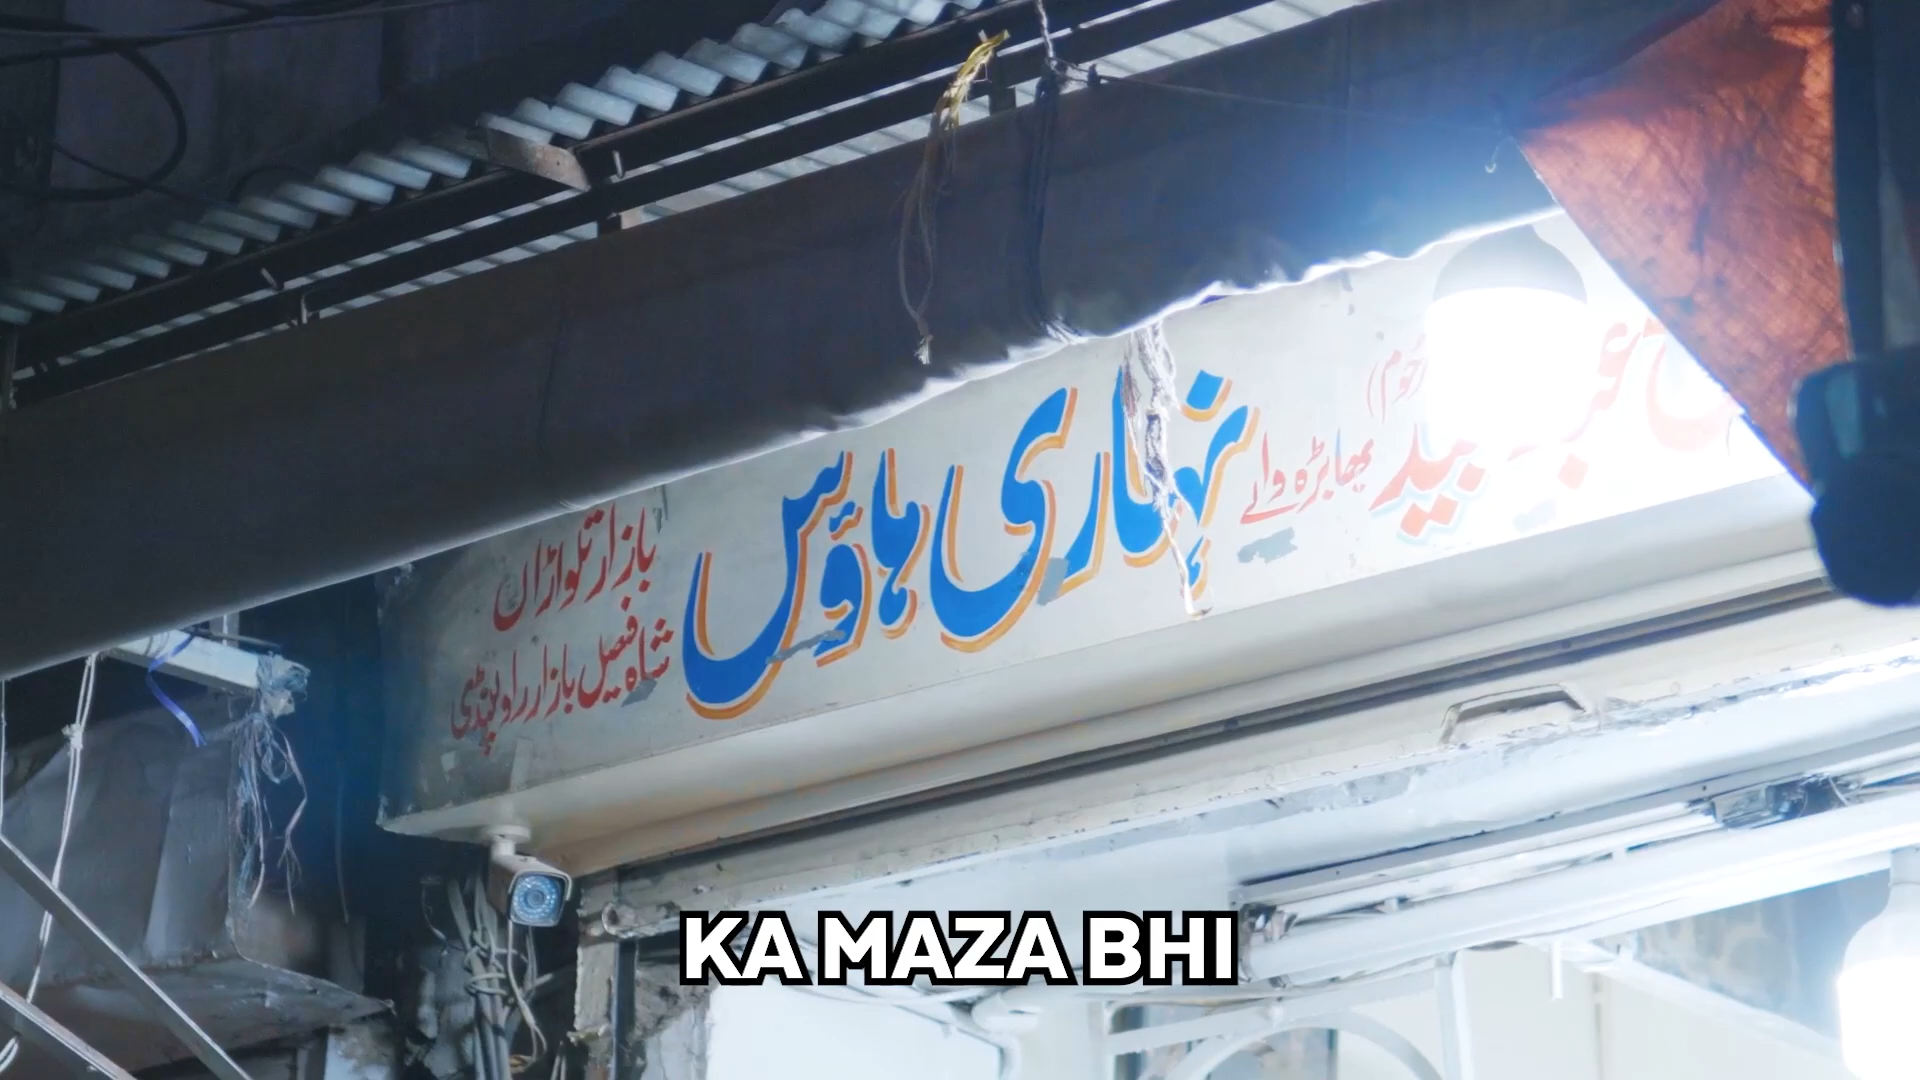 بھابڑہ والے
نہاری ہاؤس
بازار تلواڑاں
شاہ فیصل بازار راولپنڈی
KA MAZA BHI